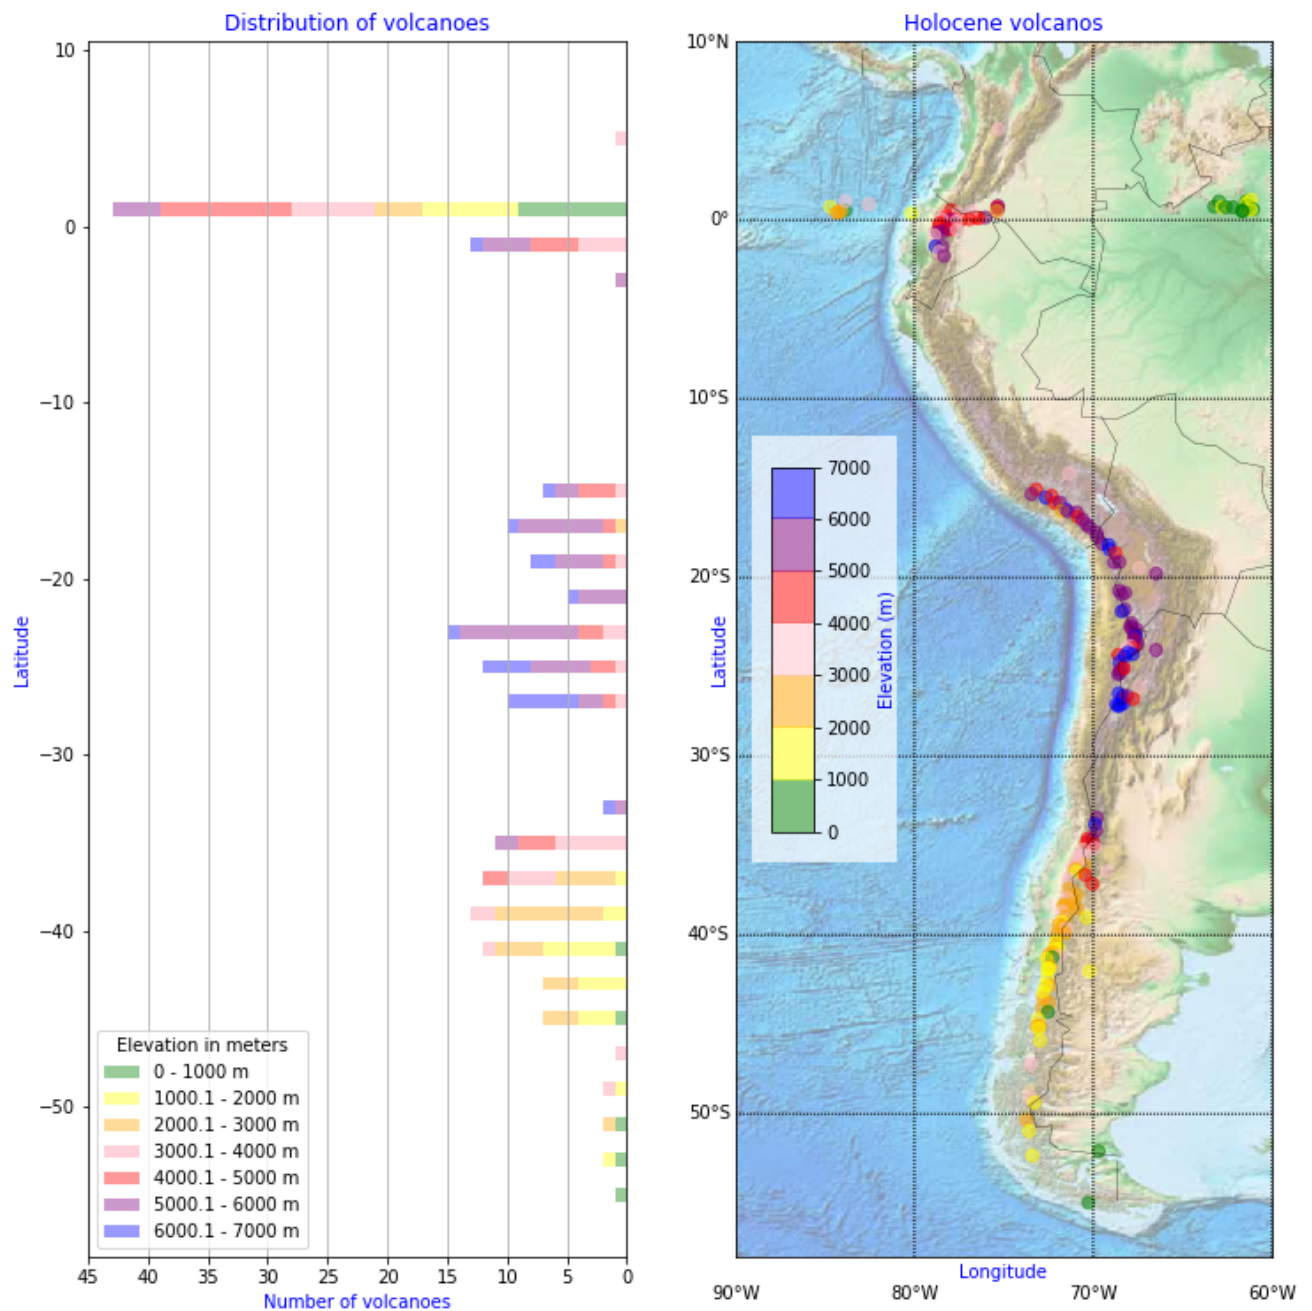 Distribution of volcanoes
10
0
−10
−20
−30
−40
−50
Latitude
Elevation in meters
0 - 1000 m
1000.1 - 2000 m
2000.1 - 3000 m
3000.1 - 4000 m
4000.1 - 5000 m
5000.1 - 6000 m
6000.1 - 7000 m
45 40 35 30 25 20 15 10 5 0
Number of volcanoes
Holocene volcanos
10°N
0°
10°S
20°S
30°S
40°S
50°S
Latitude
7000
6000
5000
4000
3000
2000
1000
0
Elevation (m)
90°W 80°W 70°W 60°W
Longitude